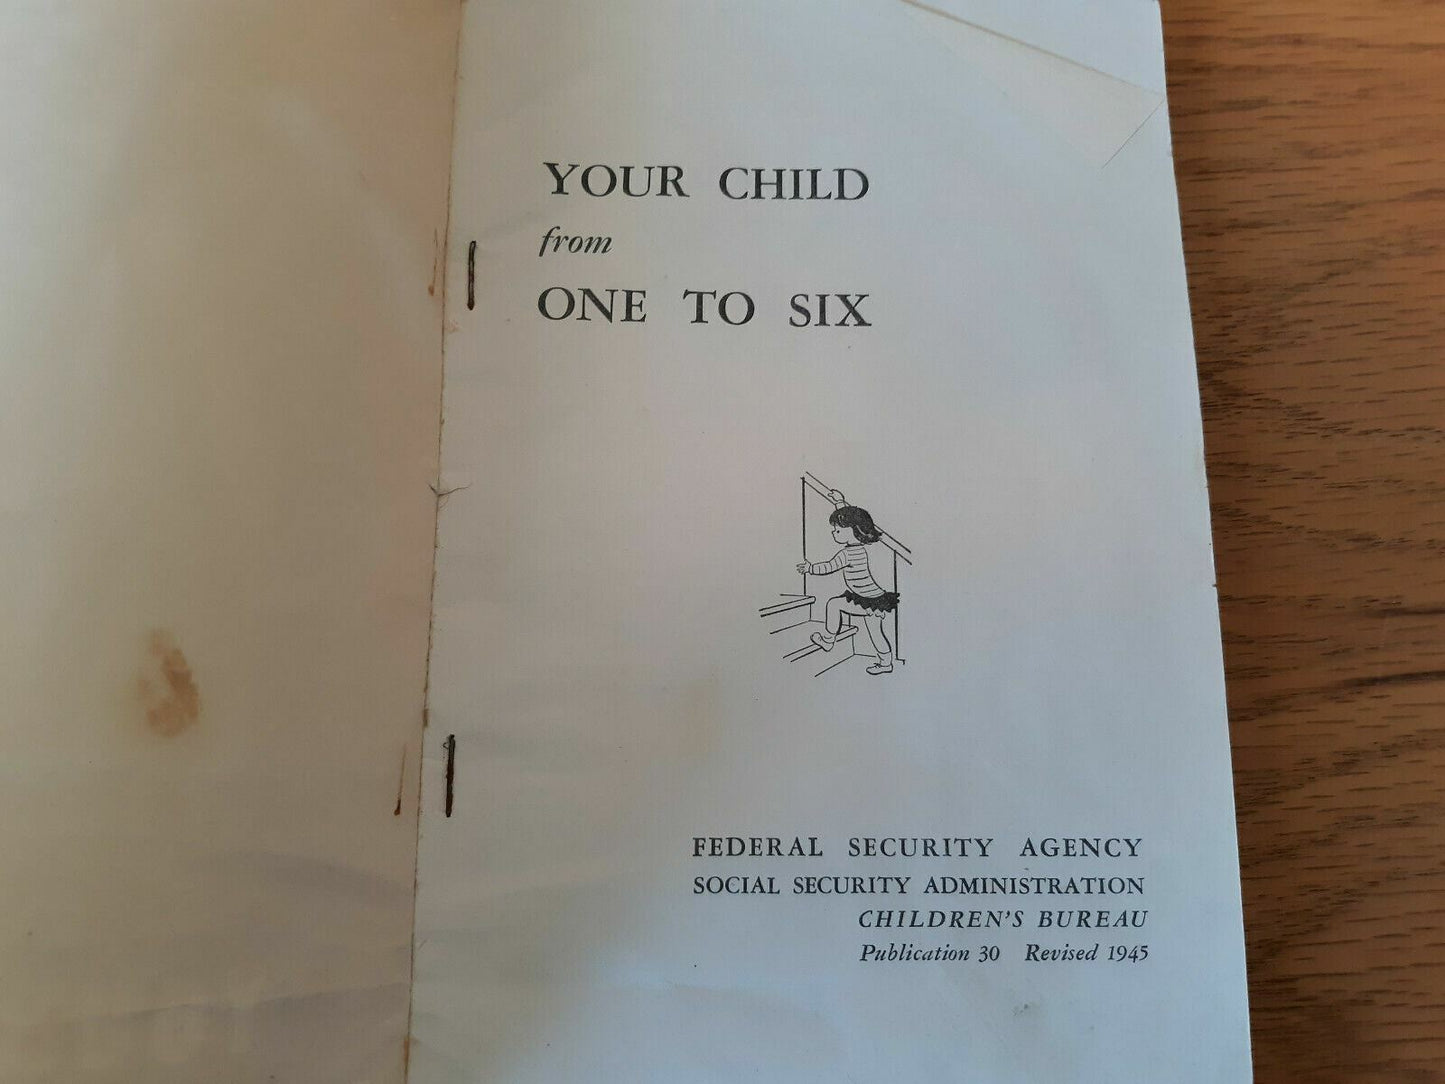 YOUR CHILD
from
ONE TO SIX
FEDERAL SECURITY AGENCY
SOCIAL SECURITY ADMINISTRATION
CHILDREN'S BUREAU
Publication 30 Revised 1945